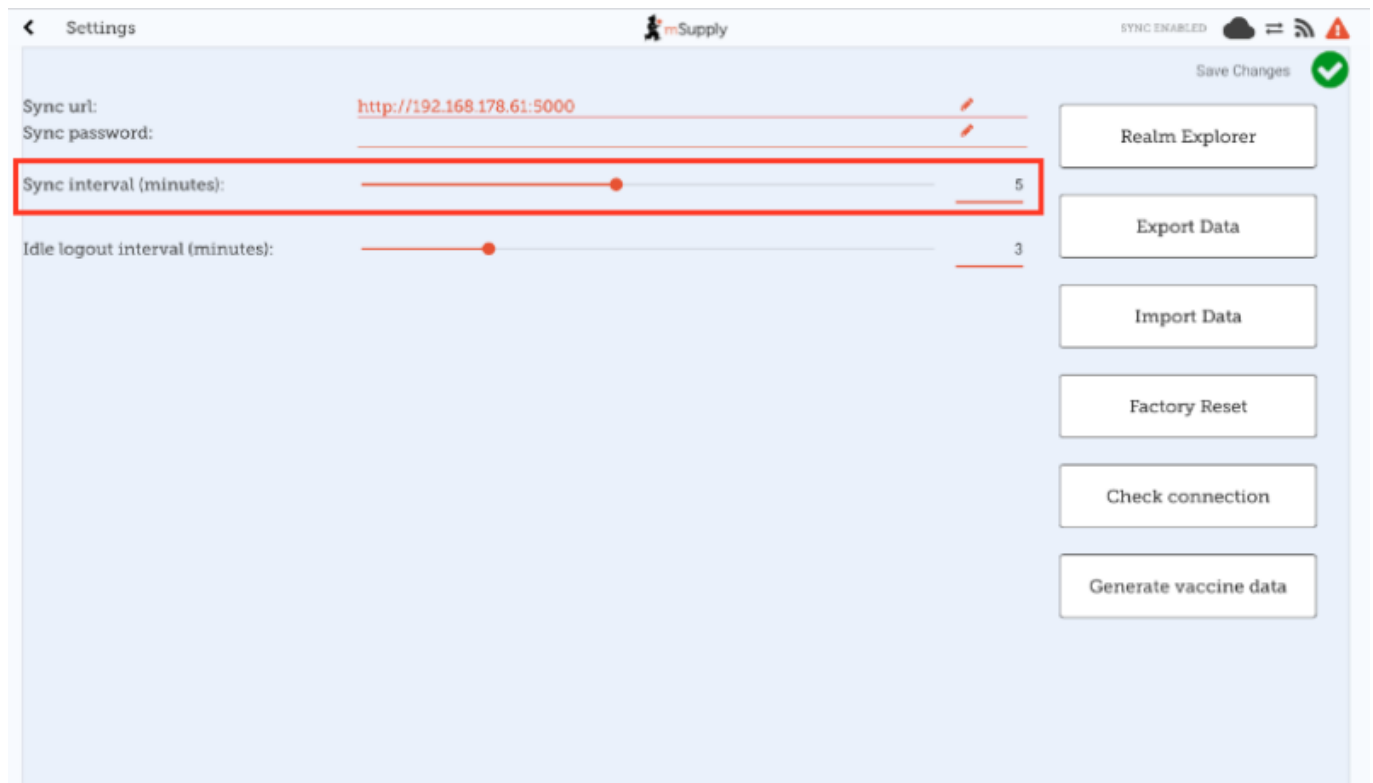 Settings
mSupply
SYNC ENABLED
Save Changes
Sync url:
http://192.168.178.61:5000
Sync password:
Sync interval (minutes):
5
Idle logout interval (minutes):
3
Realm Explorer
Export Data
Import Data
Factory Reset
Check connection
Generate vaccine data